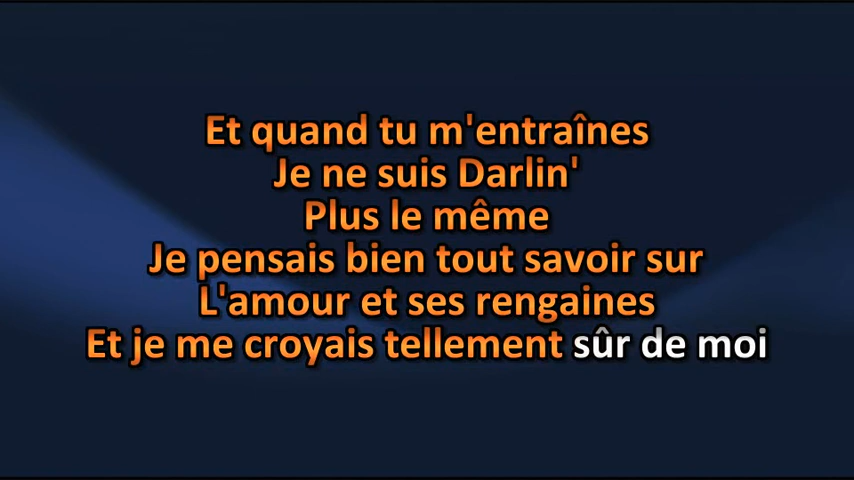 Et quand tu m'entraînes
Je ne suis Darlin'
Plus le même
Je pensais bien tout savoir sur
L'amour et ses rengaines
Et je me croyais tellement sûr de moi